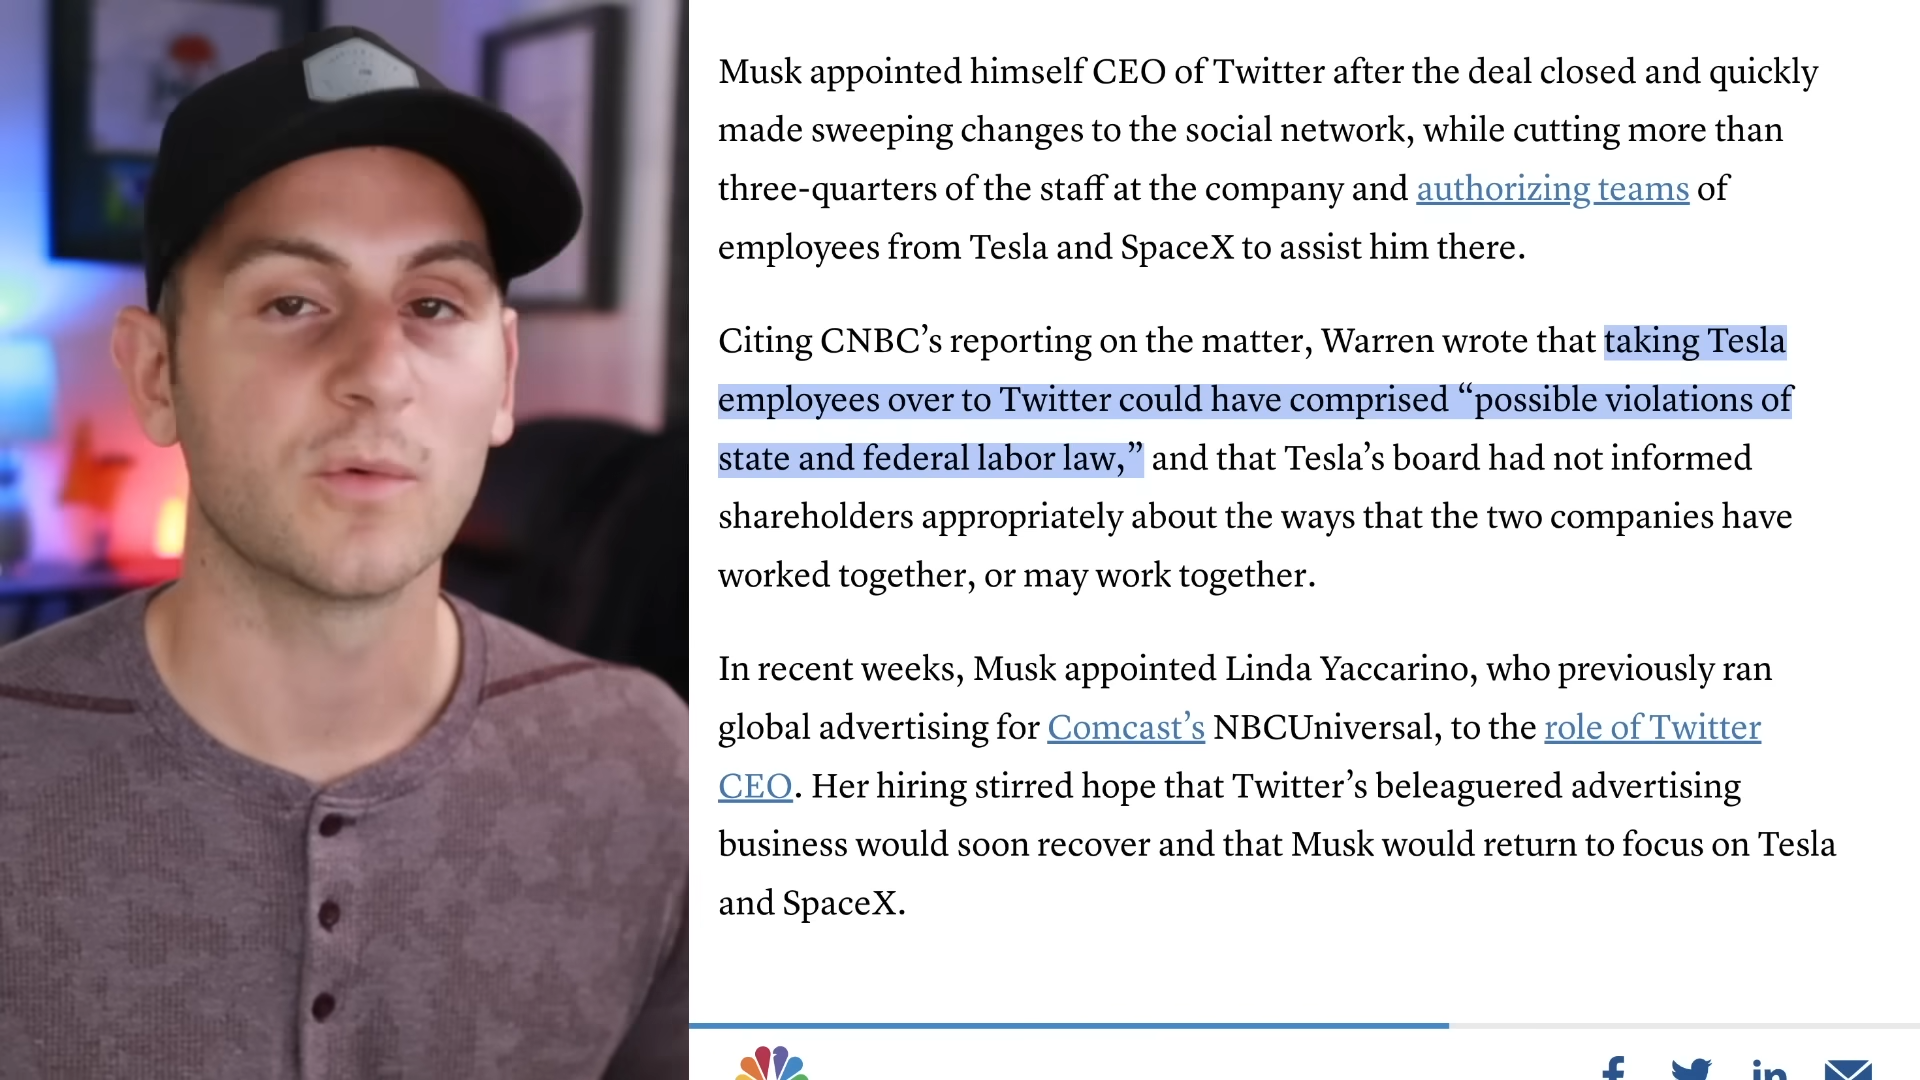 Musk appointed himself CEO of Twitter after the deal closed and quickly
made sweeping changes to the social network, while cutting more than
three-quarters of the staff at the company and authorizing teams of
employees from Tesla and SpaceX to assist him there.
Citing CNBC’s reporting on the matter, Warren wrote that taking Tesla
employees over to Twitter could have comprised “possible violations of
state and federal labor law,” and that Tesla’s board had not informed
shareholders appropriately about the ways that the two companies have
worked together, or may work together.
In recent weeks, Musk appointed Linda Yaccarino, who previously ran
global advertising for Comcast’s NBCUniversal, to the role of Twitter
CEO. Her hiring stirred hope that Twitter’s beleaguered advertising
business would soon recover and that Musk would return to focus on Tesla
and SpaceX.